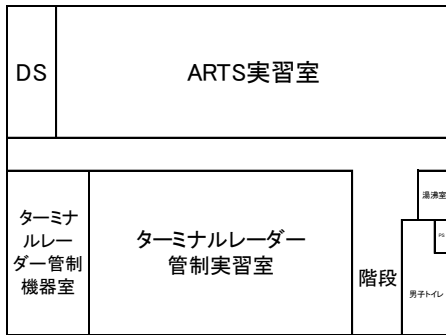 DS
ARTS実習室
ターミナ
ルレー
ダー管制
機器室
ターミナルレーダー
管制実習室
階段
湯沸室
PS
男子トイレ